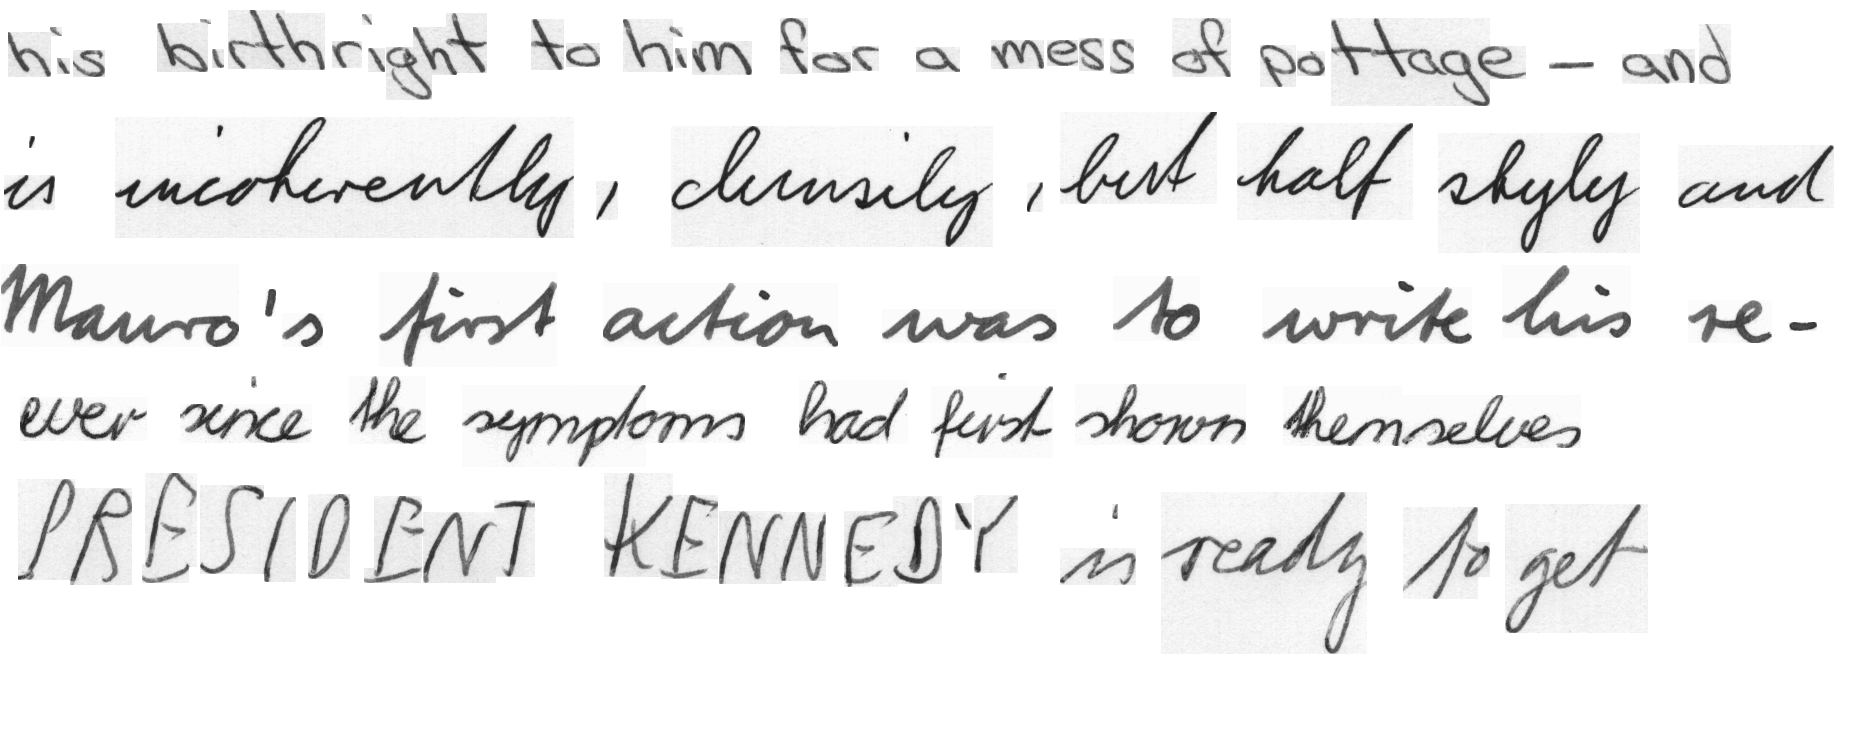 his birthright to him for a mess of pottage - and
is incoherently, clumsily, but half shyly and
Mauro's first action was to write his re-
ever since the symptoms had first shown themselves
PRESIDENT KENNEDY is ready to get